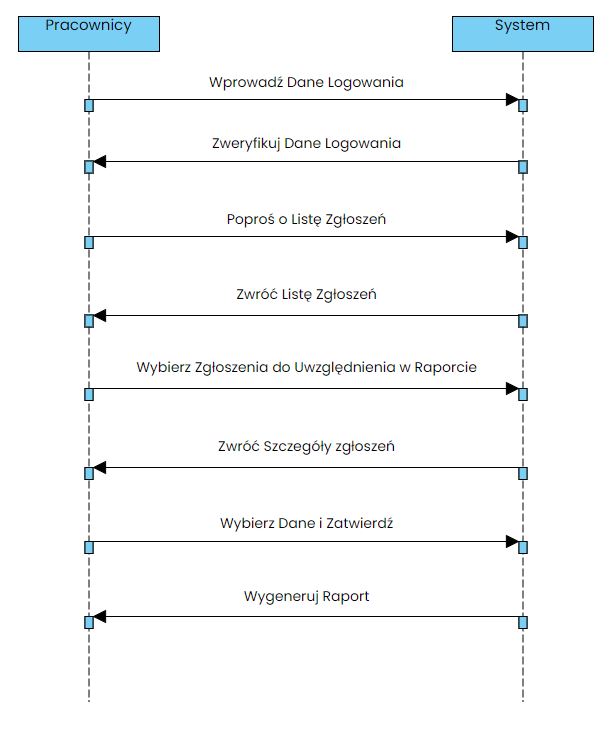 Pracownicy
System
Wprowadź Dane Logowania
Zweryfikuj Dane Logowania
Poproś o Listę Zgłoszeń
Zwróć Listę Zgłoszeń
Wybierz Zgłoszenia do Uwzględnienia w Raporcie
Zwróć Szczegóły zgłoszeń
Wybierz Dane i Zatwierdź
Wygeneruj Raport